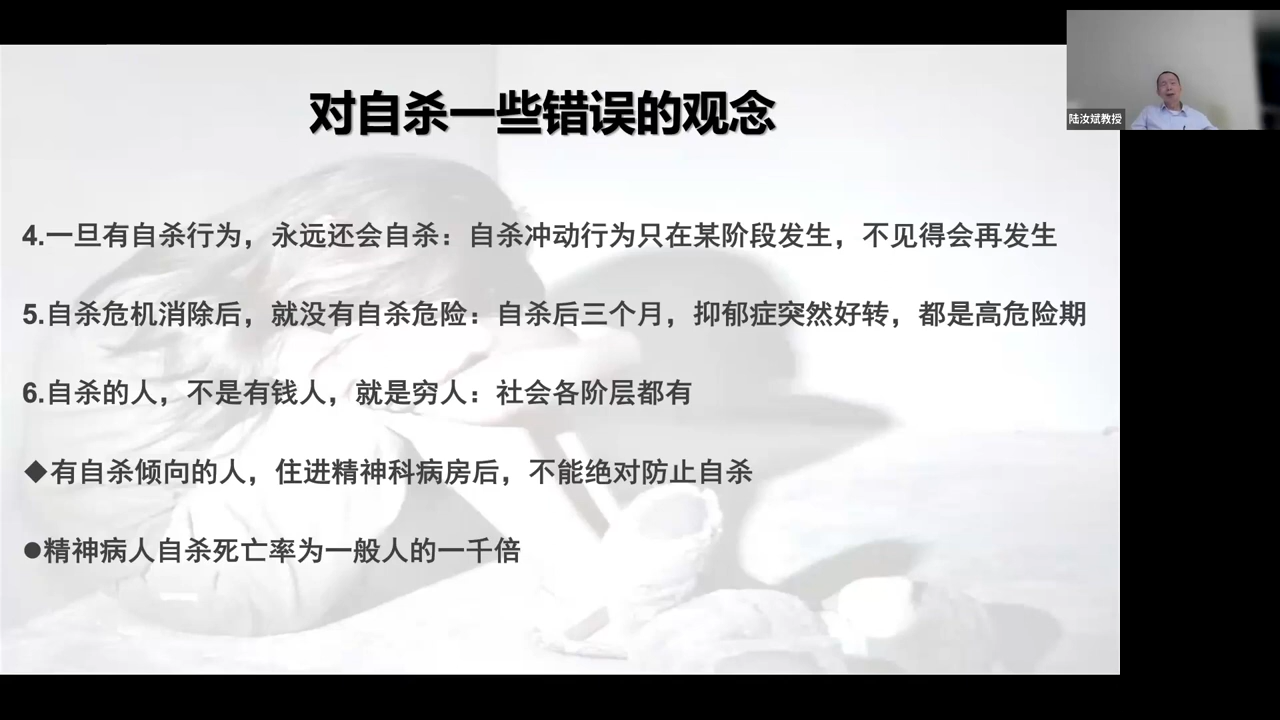 对自杀一些错误的观念
陆汝斌教授
4.一旦有自杀行为，永远还会自杀：自杀冲动行为只在某阶段发生，不见得会再发生
5.自杀危机消除后，就没有自杀危险：自杀后三个月，抑郁症突然好转，都是高危险期
6.自杀的人，不是有钱人，就是穷人：社会各阶层都有
◆有自杀倾向的人，住进精神科病房后，不能绝对防止自杀
●精神病人自杀死亡率为一般人的一千倍